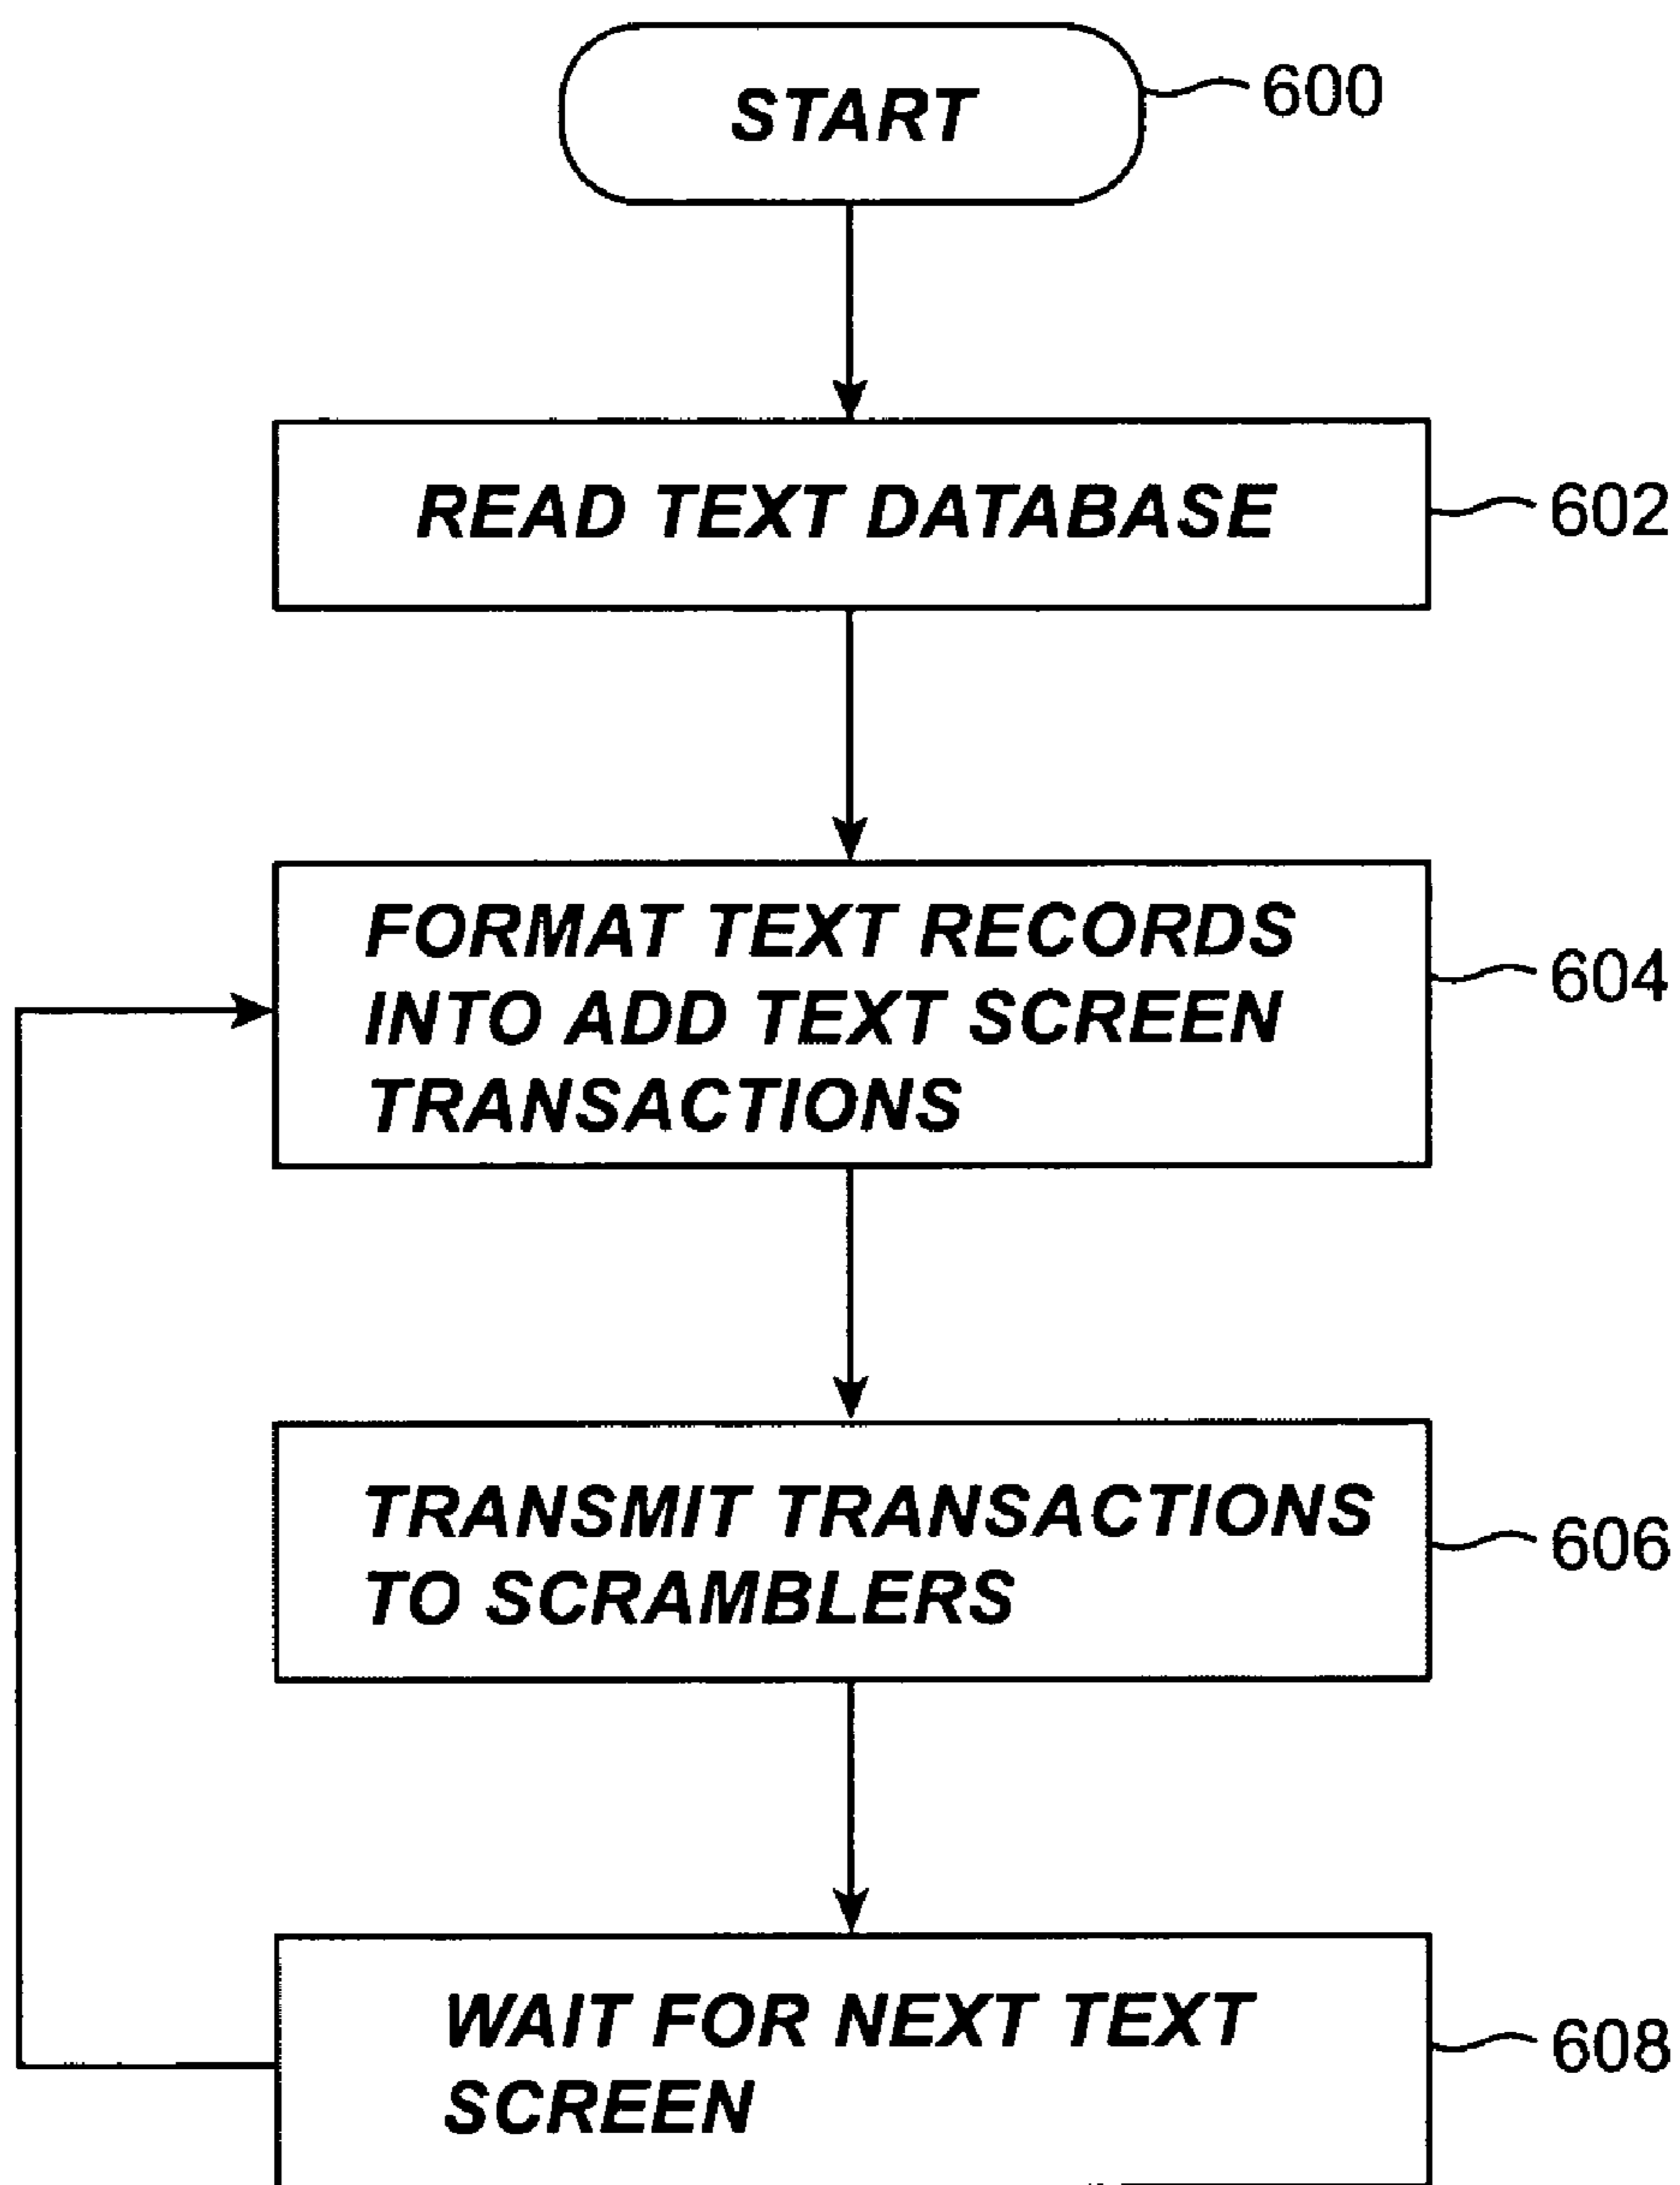 START
600
READ TEXT DATABASE
602
FORMAT TEXT RECORDS
INTO ADD TEXT SCREEN
TRANSACTIONS
604
TRANSMIT TRANSACTIONS
TO SCRAMBLERS
606
WAIT FOR NEXT TEXT
SCREEN
608